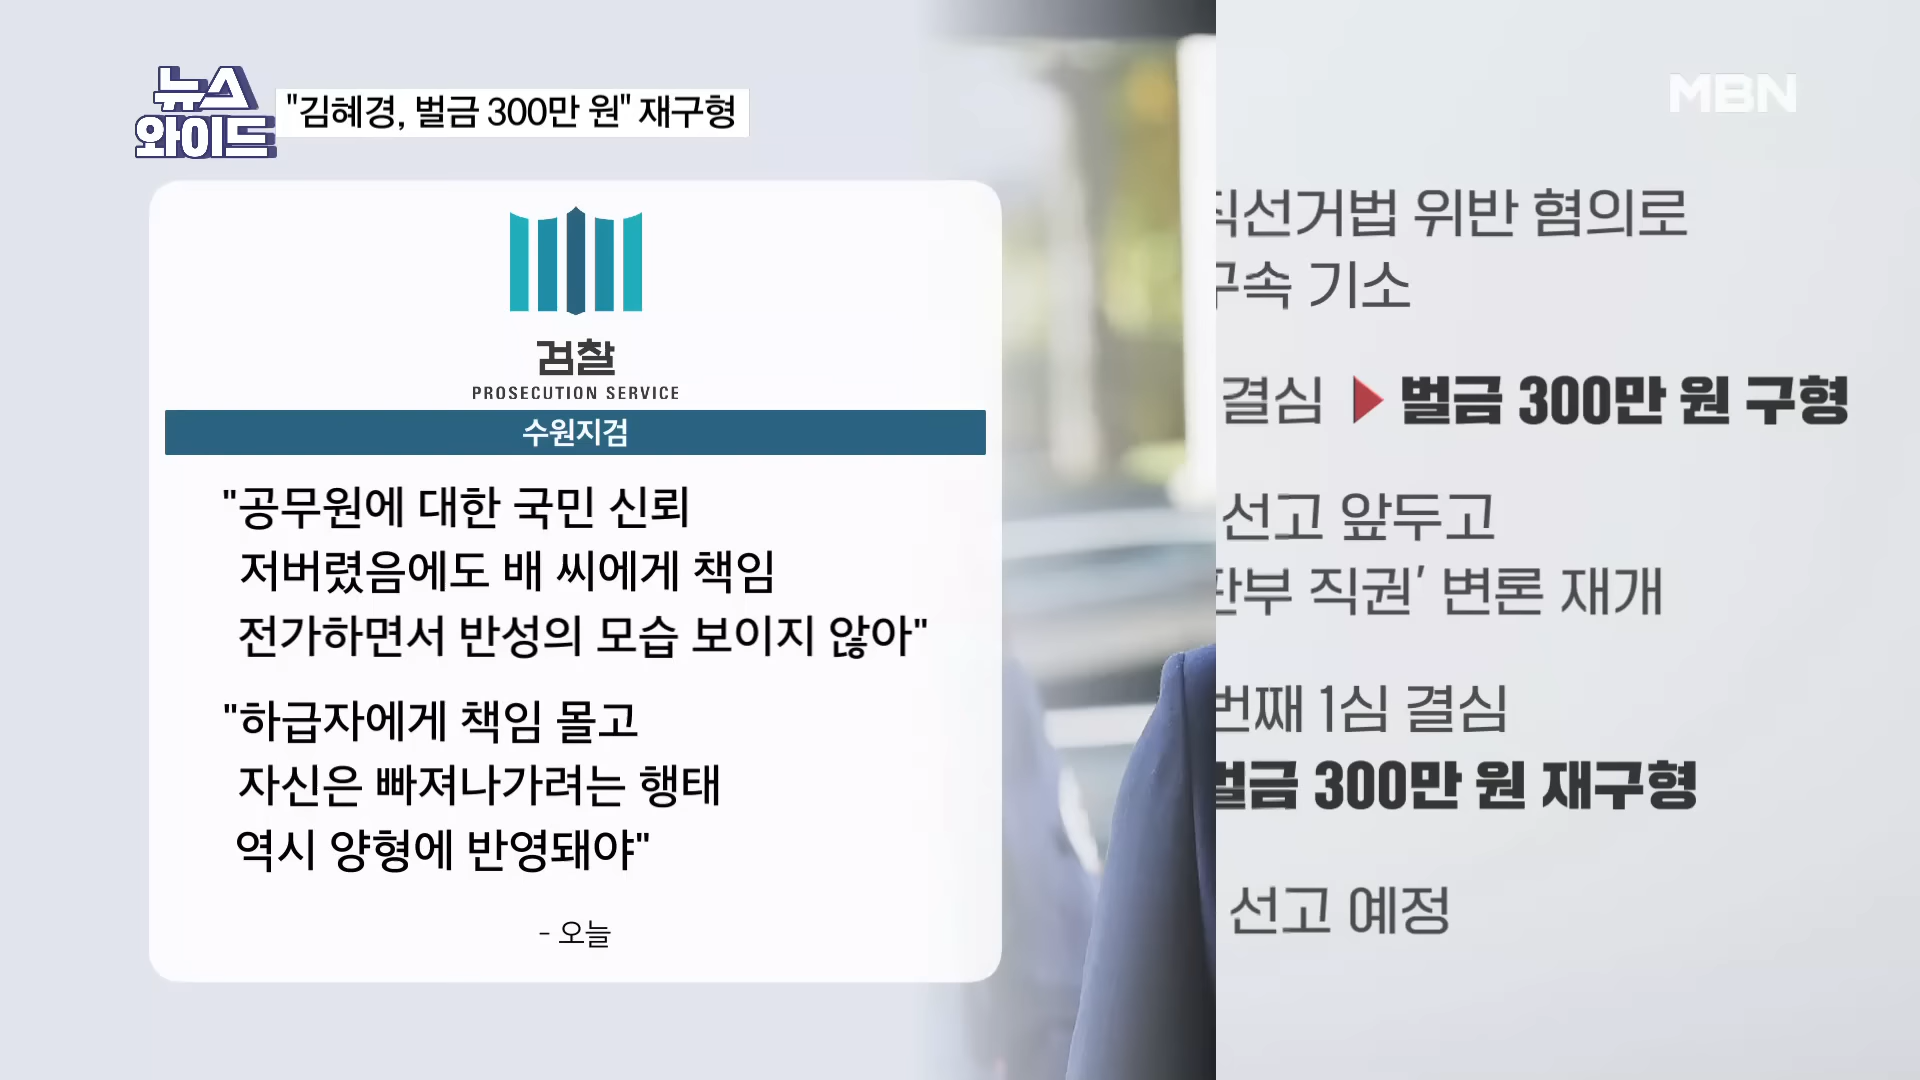 뉴스
와이드
"김혜경, 벌금 300만 원" 재구형
MBN
검찰
PROSECUTION SERVICE
수원지검
"공무원에 대한 국민 신뢰
저버렸음에도 배 씨에게 책임
전가하면서 반성의 모습 보이지 않아"
"하급자에게 책임 몰고
자신은 빠져나가려는 행태
역시 양형에 반영돼야"
- 오늘
위반 혐의로
기소
결심 ▶ 벌금 300만 원 구형
선고 앞두고
직권' 변론 재개
1심 결심
300만 원 재구형
선고 예정